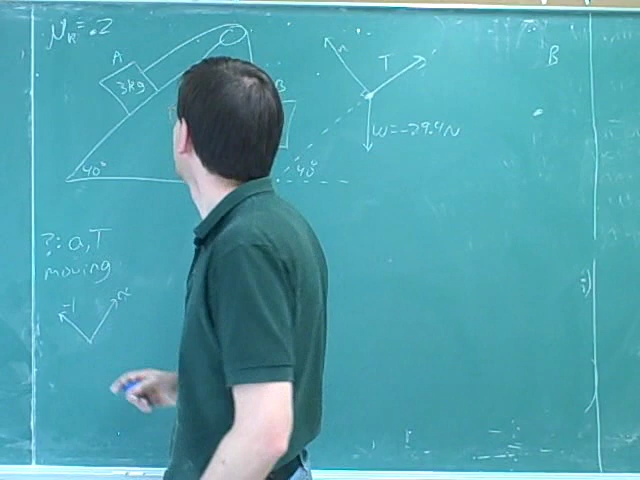 μk=.2
A
3kg
40°
B
n
T
W=-29.4N
40°
B
?: a,T
moving